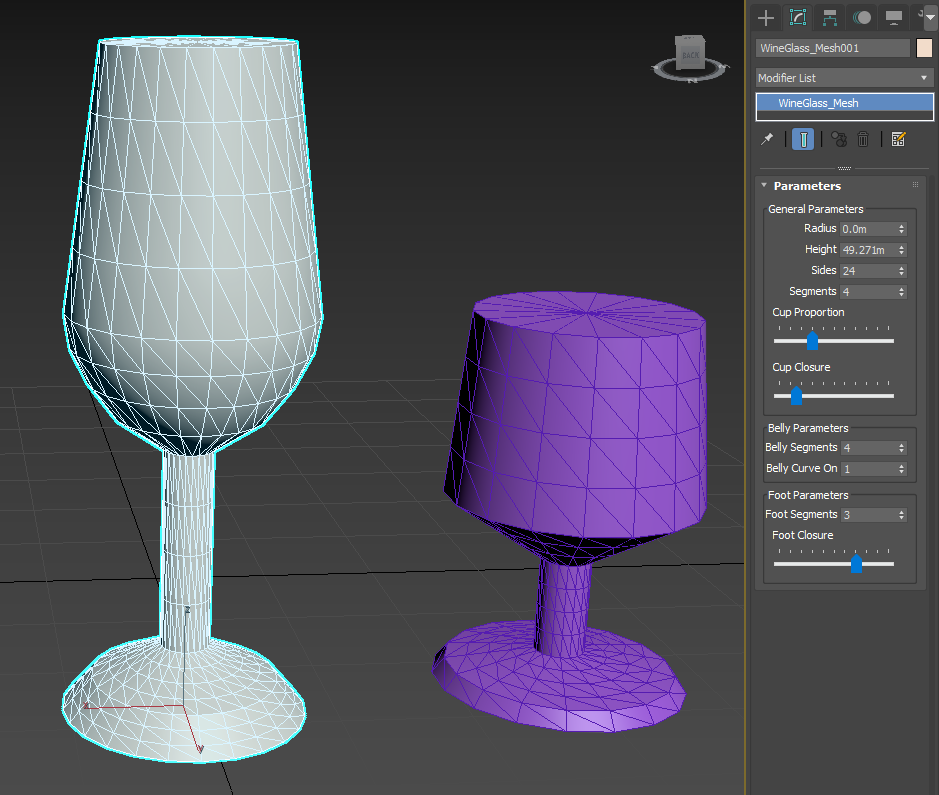 BACK
N
WineGlass_Mesh001
Modifier List
WineGlass_Mesh
Parameters
General Parameters
Radius 0.0m
Height 49.271m
Sides 24
Segments 4
Cup Proportion
Cup Closure
Belly Parameters
Belly Segments 4
Belly Curve On 1
Foot Parameters
Foot Segments 3
Foot Closure
z
x
y